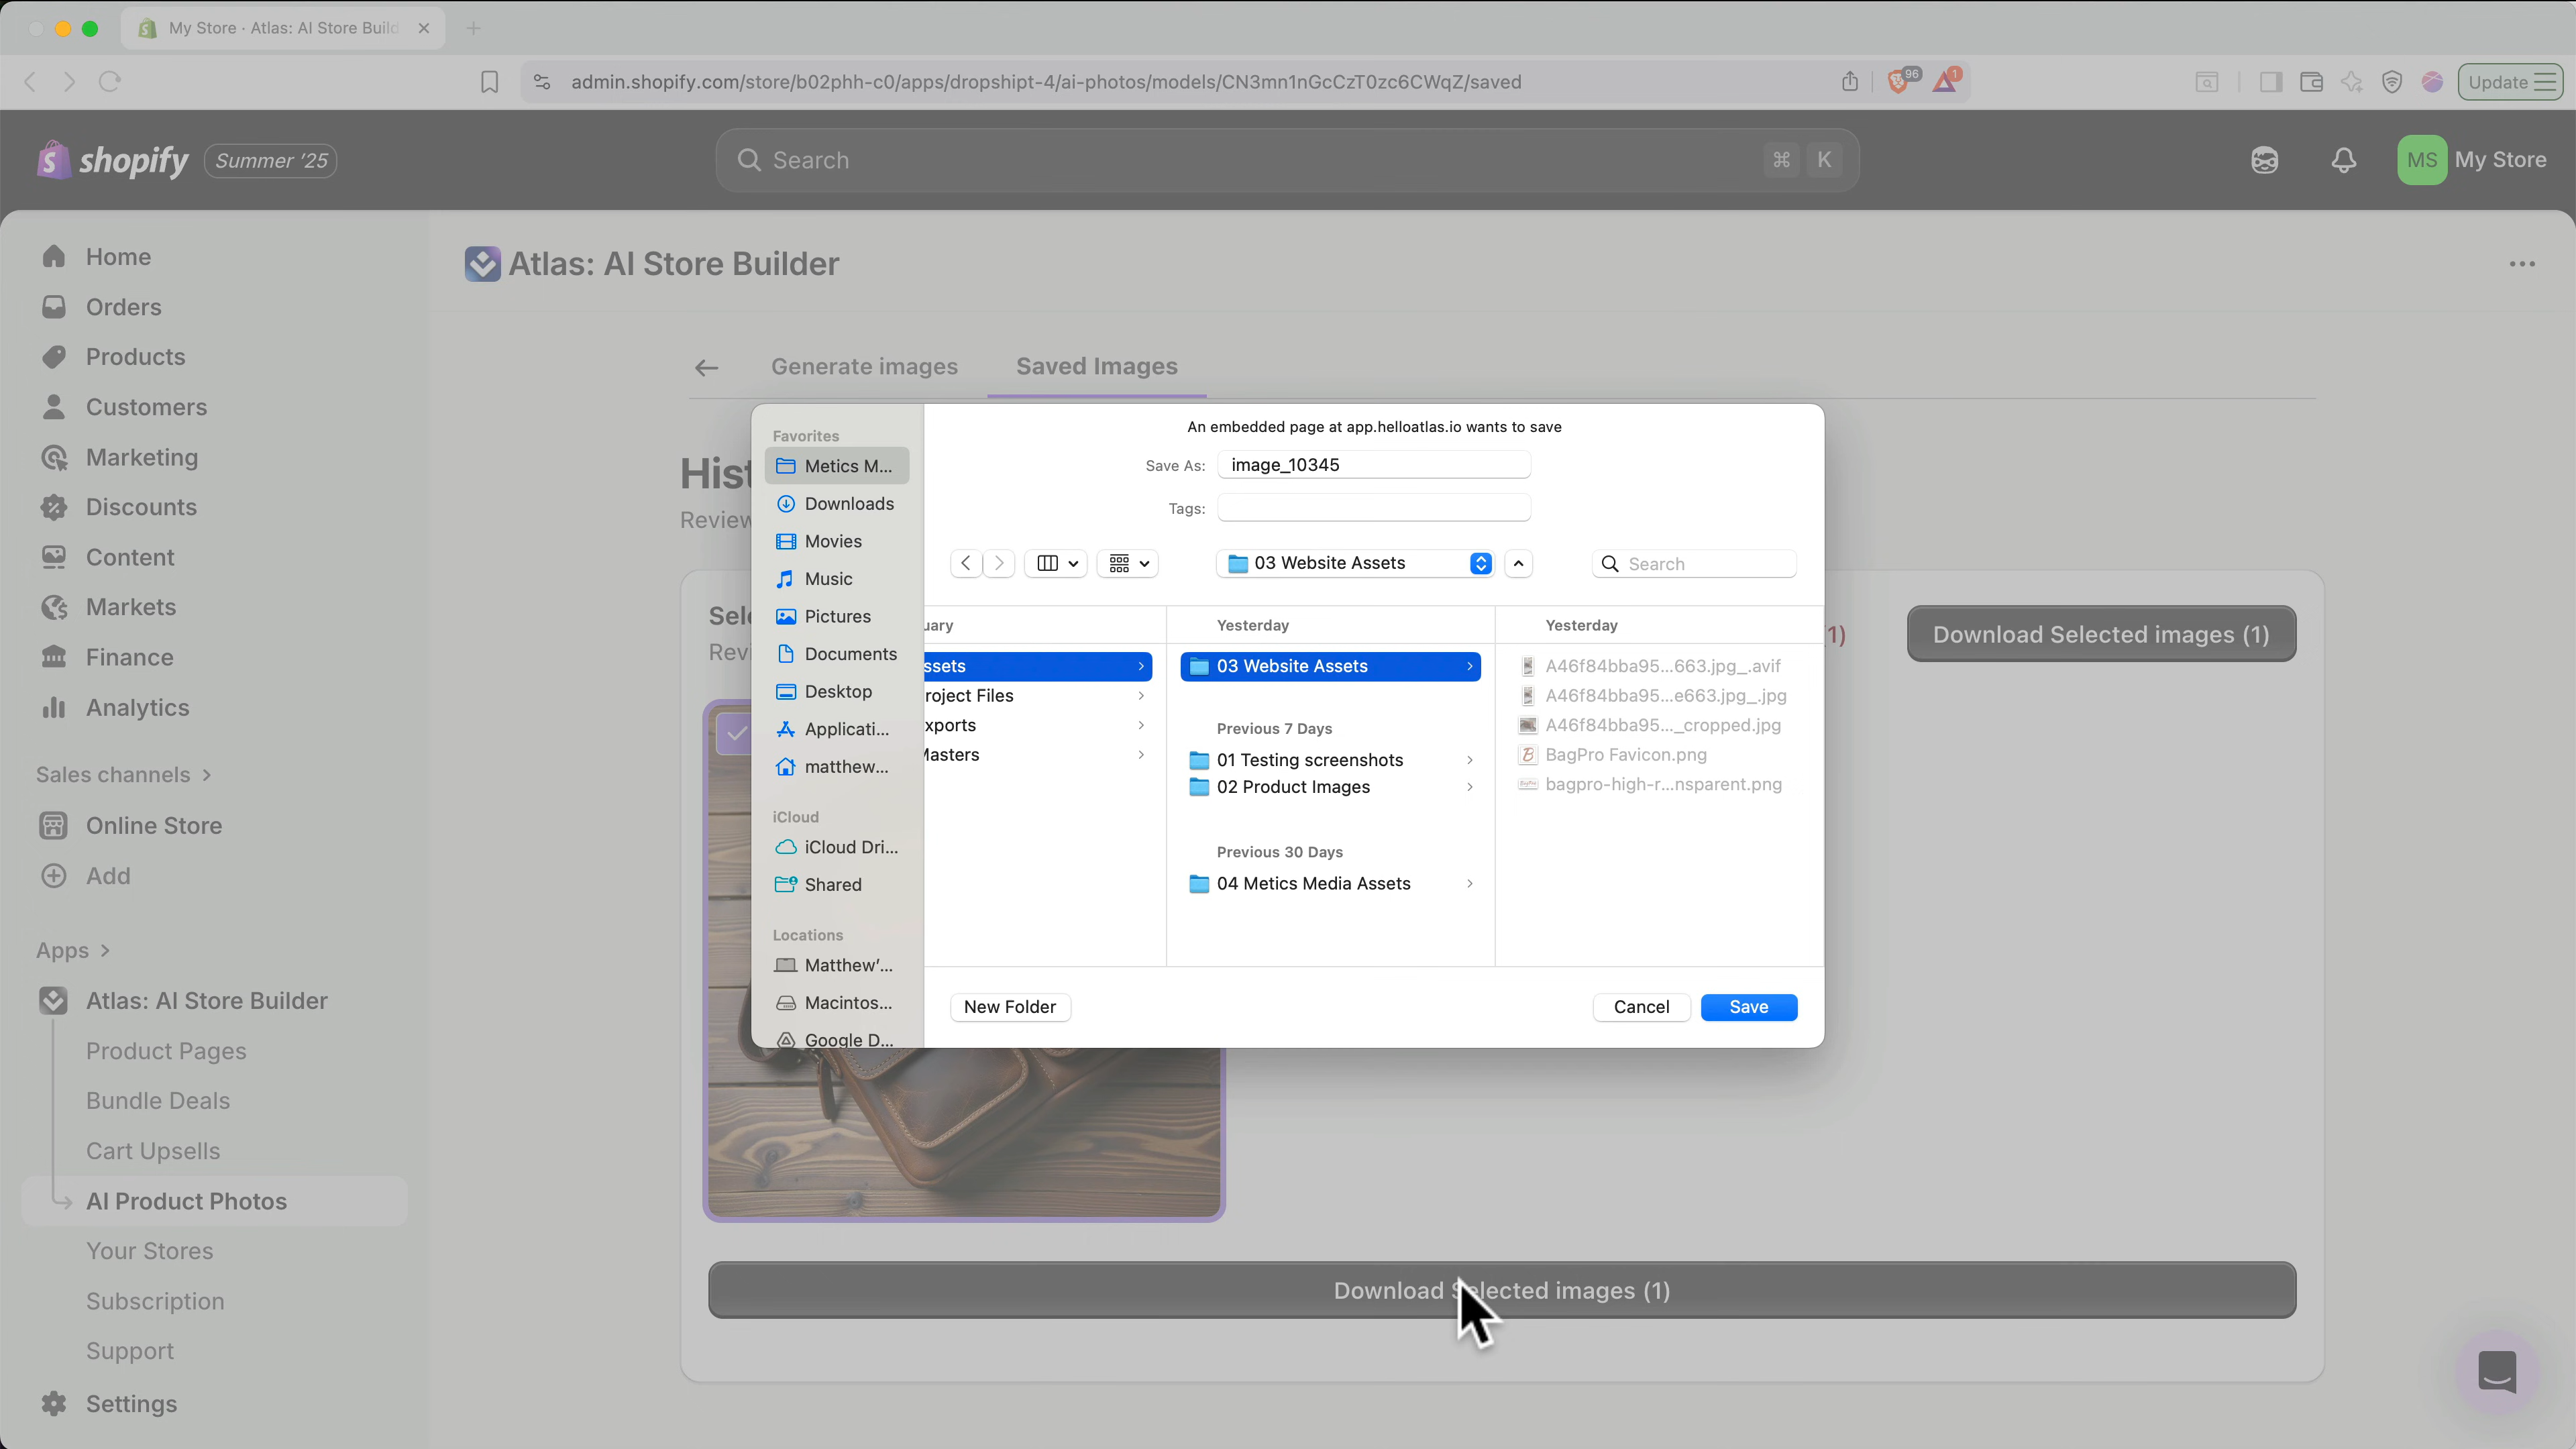 My Store · Atlas: AI Store Build
admin.shopify.com/store/b02phh-c0/apps/dropshipt-4/ai-photos/models/CN3mn1nGcCzT0zc6CWqZ/saved
96
1
Update
shopify
Summer '25
Search
⌘ K
MS
My Store
Home
Orders
Products
Customers
Marketing
Discounts
Content
Markets
Finance
Analytics
Sales channels
Online Store
Add
Apps
Atlas: AI Store Builder
Product Pages
Bundle Deals
Cart Upsells
AI Product Photos
Your Stores
Subscription
Support
Settings
Atlas: AI Store Builder
Generate images
Saved Images
Hist
Review
Sele
Revi
1)
Download Selected images (1)
Favorites
Metics M...
Downloads
Movies
Music
Pictures
Documents
Desktop
Applicati...
matthew...
iCloud
iCloud Dri...
Shared
Locations
Matthew'...
Macintos...
Google D...
An embedded page at app.helloatlas.io wants to save
Save As: image_10345
Tags:
03 Website Assets
Search
uary
ssets
roject Files
xports
Masters
Yesterday
03 Website Assets
Previous 7 Days
01 Testing screenshots
02 Product Images
Previous 30 Days
04 Metics Media Assets
Yesterday
A46f84bba95...663.jpg_.avif
A46f84bba95...e663.jpg_.jpg
A46f84bba95..._cropped.jpg
BagPro Favicon.png
bagpro-high-r...nsparent.png
New Folder
Cancel
Save
Download Selected images (1)